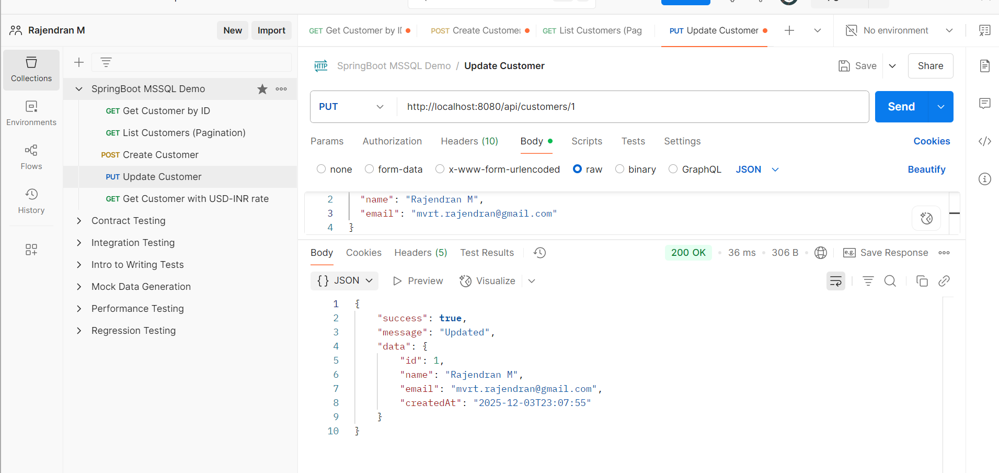 Rajendran M
New
Import
GET Get Customer by I
POST Create Custome
GET List Customers (Pag
PUT Update Customer
No environment
Collections
Environments
Flows
History
SpringBoot MSSQL Demo
GET Get Customer by ID
GET List Customers (Pagination)
POST Create Customer
PUT Update Customer
GET Get Customer with USD-INR rate
Contract Testing
Integration Testing
Intro to Writing Tests
Mock Data Generation
Performance Testing
Regression Testing
HTTP SpringBoot MSSQL Demo / Update Customer
Save
Share
PUT http://localhost:8080/api/customers/1
Send
Params Authorization Headers (10) Body Scripts Tests Settings Cookies
none form-data x-www-form-urlencoded raw binary GraphQL JSON Beautify
2 "name": "Rajendran M",
3 "email": "mvrt.rajendran@gmail.com"
4 }
Body Cookies Headers (5) Test Results 200 OK • 36 ms • 306 B • e.g. Save Response
{} JSON Preview Visualize
1 {
2 "success": true,
3 "message": "Updated",
4 "data": {
5 "id": 1,
6 "name": "Rajendran M",
7 "email": "mvrt.rajendran@gmail.com",
8 "createdAt": "2025-12-03T23:07:55"
9 }
10 }